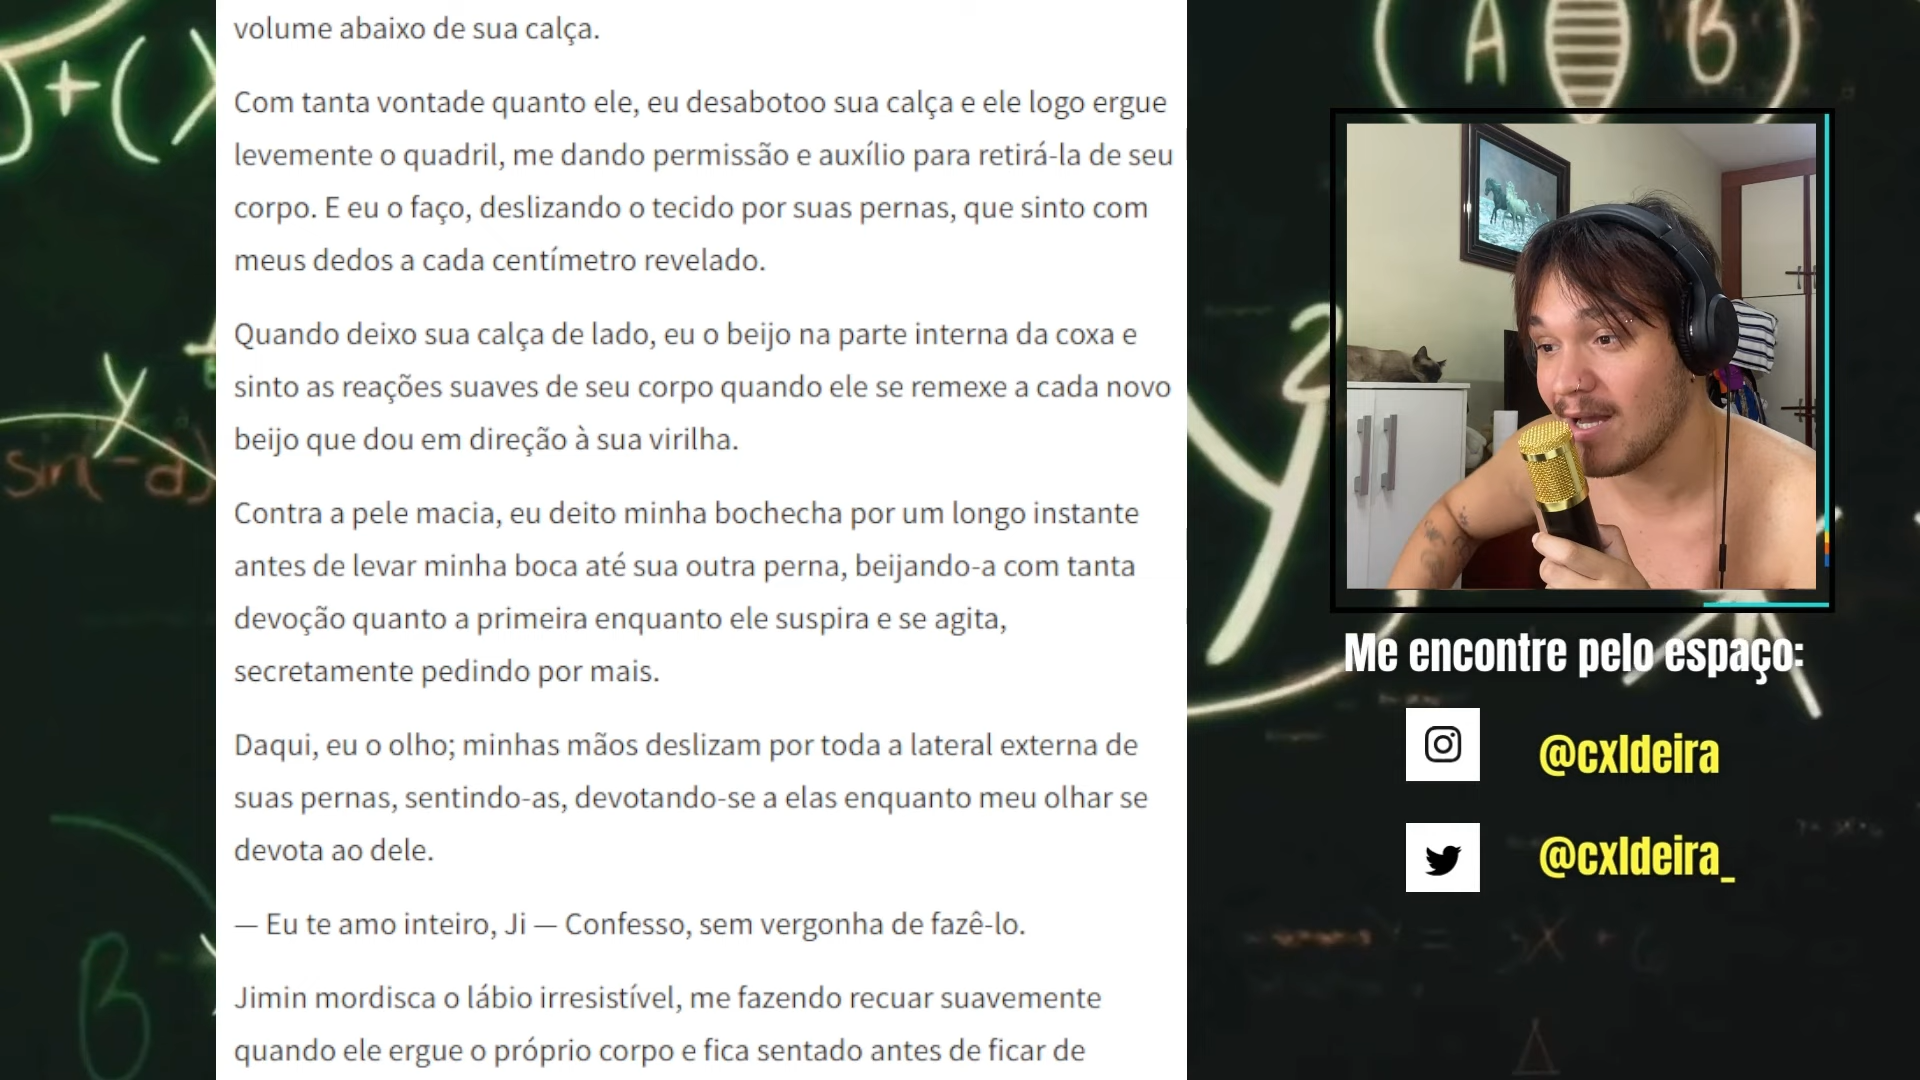 volume abaixo de sua calça.
Com tanta vontade quanto ele, eu desabotoo sua calça e ele logo ergue
levemente o quadril, me dando permissão e auxílio para retirá-la de seu
corpo. E eu o faço, deslizando o tecido por suas pernas, que sinto com
meus dedos a cada centímetro revelado.
Quando deixo sua calça de lado, eu o beijo na parte interna da coxa e
sinto as reações suaves de seu corpo quando ele se remexe a cada novo
beijo que dou em direção à sua virilha.
Contra a pele macia, eu deito minha bochecha por um longo instante
antes de levar minha boca até sua outra perna, beijando-a com tanta
devoção quanto a primeira enquanto ele suspira e se agita,
secretamente pedindo por mais.
Daqui, eu o olho; minhas mãos deslizam por toda a lateral externa de
suas pernas, sentindo-as, devotando-se a elas enquanto meu olhar se
devota ao dele.
— Eu te amo inteiro, Ji — Confesso, sem vergonha de fazê-lo.
Jimin mordisca o lábio irresistível, me fazendo recuar suavemente
quando ele ergue o próprio corpo e fica sentado antes de ficar de
A B
y
sin(-a)
B
y
Me encontre pelo espaço:
@cxldeira
@cxldeira_